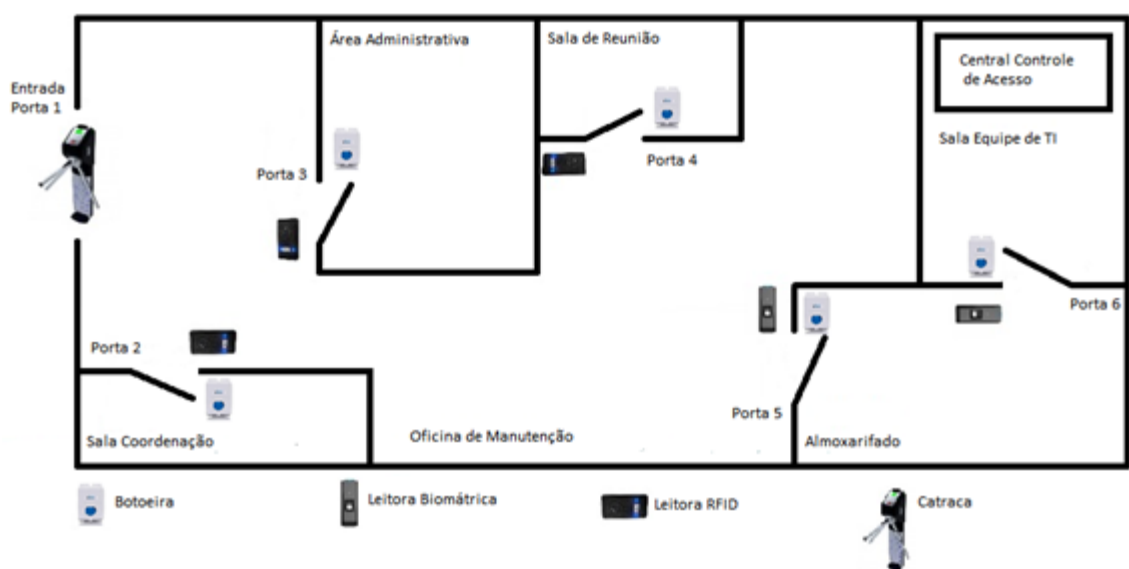 Área Administrativa
Sala de Reunião
Central Controle
de Acesso
Entrada
Porta 1
Sala Equipe de TI
Porta 3
Porta 4
Porta 6
Porta 2
Porta 5
Sala Coordenação
Oficina de Manutenção
Almoxarifado
Botoeira
Leitora Biomátrica
Leitora RFID
Catraca